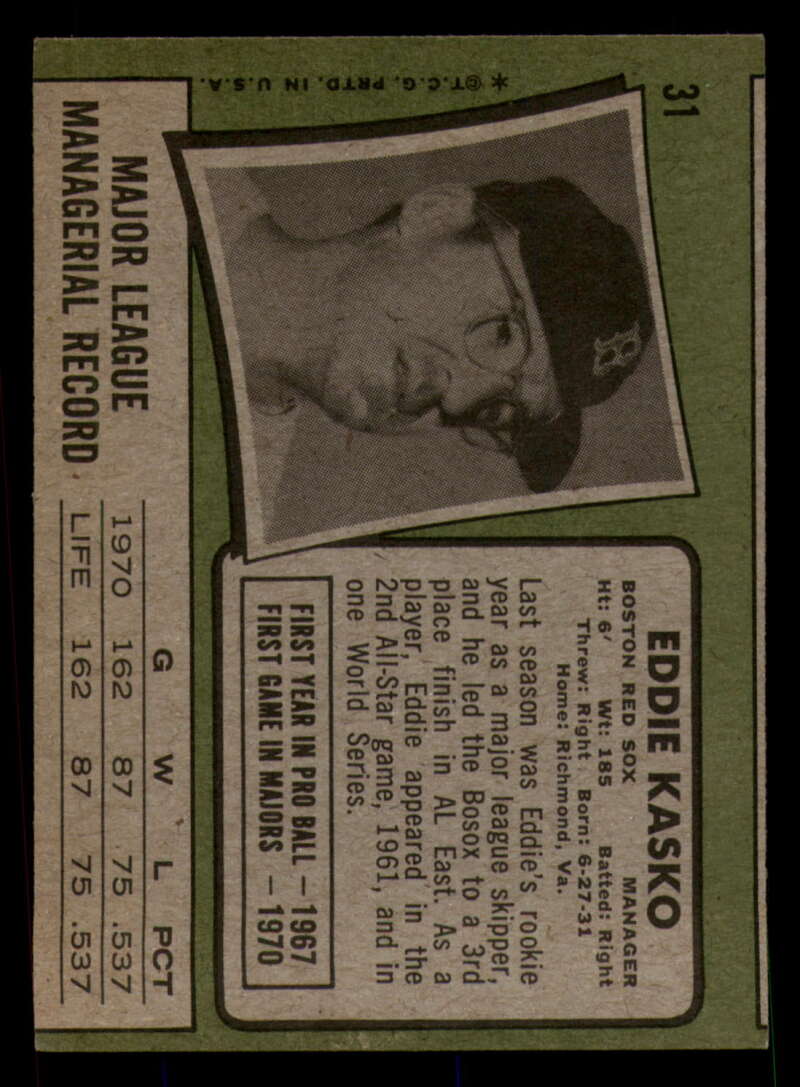 31
* ©T.C.G. PRTD. IN U.S.A.
B
EDDIE KASKO
BOSTON RED SOX MANAGER
Ht: 6' Wt: 185 Batted: Right
Threw: Right Born: 6-27-31
Home: Richmond, Va.
Last season was Eddie's rookie
year as a major league skipper,
and he led the Bosox to a 3rd
place finish in AL East. As a
player, Eddie appeared in the
2nd All-Star game, 1961, and in
one World Series.
FIRST YEAR IN PRO BALL — 1967
FIRST GAME IN MAJORS — 1970
MAJOR LEAGUE
MANAGERIAL RECORD
G W L PCT
1970 162 87 75 .537
LIFE 162 87 75 .537